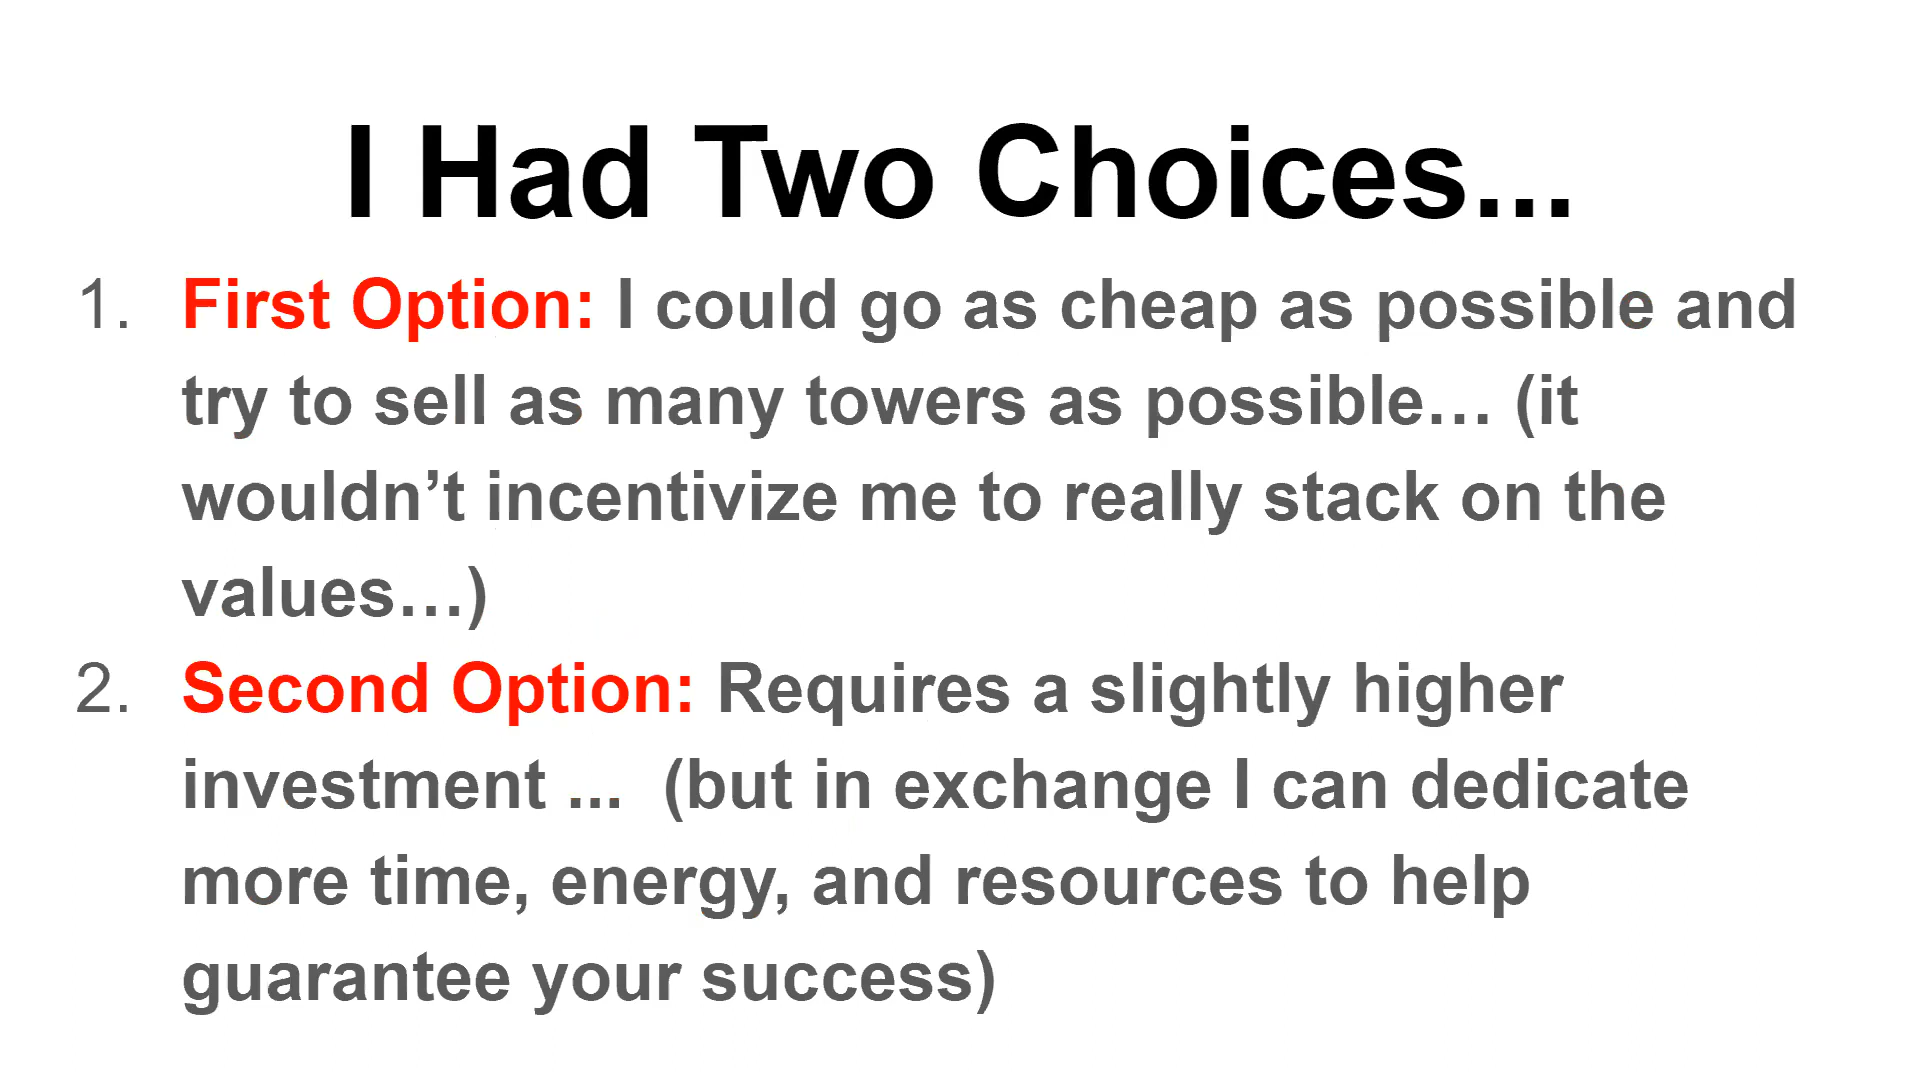 I Had Two Choices...
1. First Option: I could go as cheap as possible and
try to sell as many towers as possible… (it
wouldn’t incentivize me to really stack on the
values…)
2. Second Option: Requires a slightly higher
investment ... (but in exchange I can dedicate
more time, energy, and resources to help
guarantee your success)